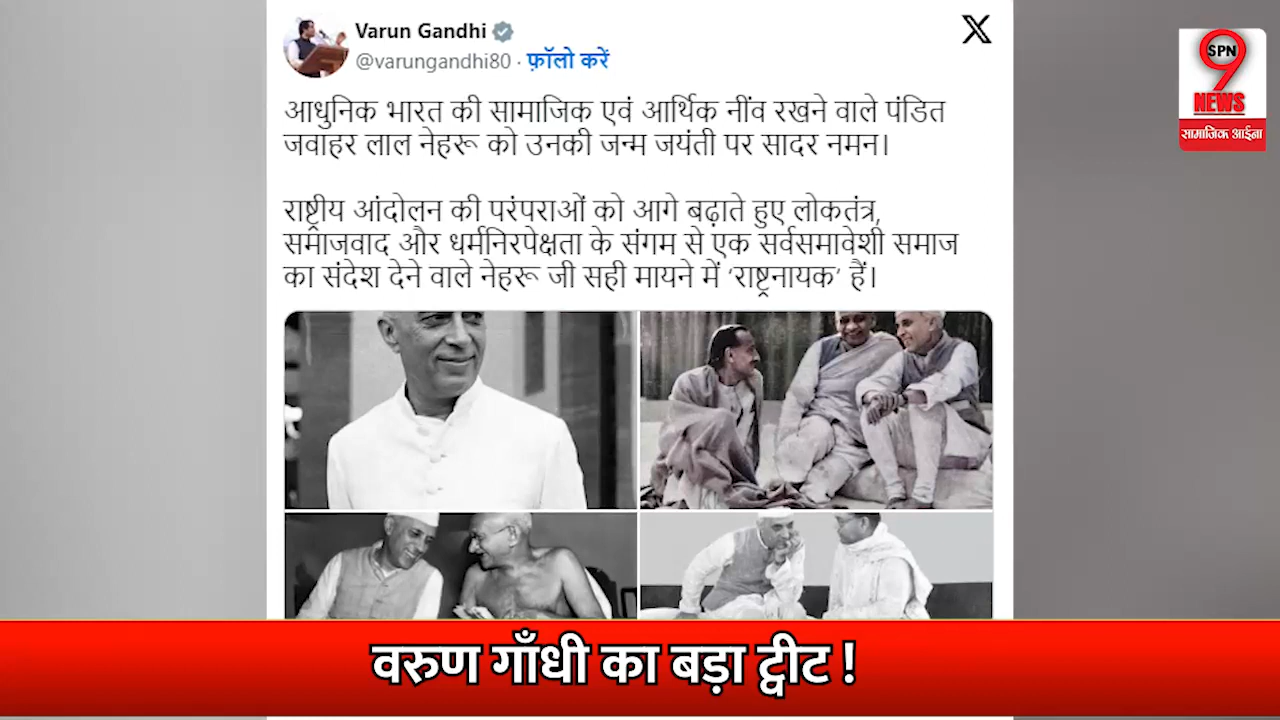 Varun Gandhi
@varungandhi80 · फ़ॉलो करें
आधुनिक भारत की सामाजिक एवं आर्थिक नींव रखने वाले पंडित
जवाहर लाल नेहरू को उनकी जन्म जयंती पर सादर नमन।
राष्ट्रीय आंदोलन की परंपराओं को आगे बढ़ाते हुए लोकतंत्र,
समाजवाद और धर्मनिरपेक्षता के संगम से एक सर्वसमावेशी समाज
का संदेश देने वाले नेहरू जी सही मायने में ‘राष्ट्रनायक’ हैं।
SPN
9
NEWS
सामाजिक आईना
वरुण गाँधी का बड़ा ट्वीट !